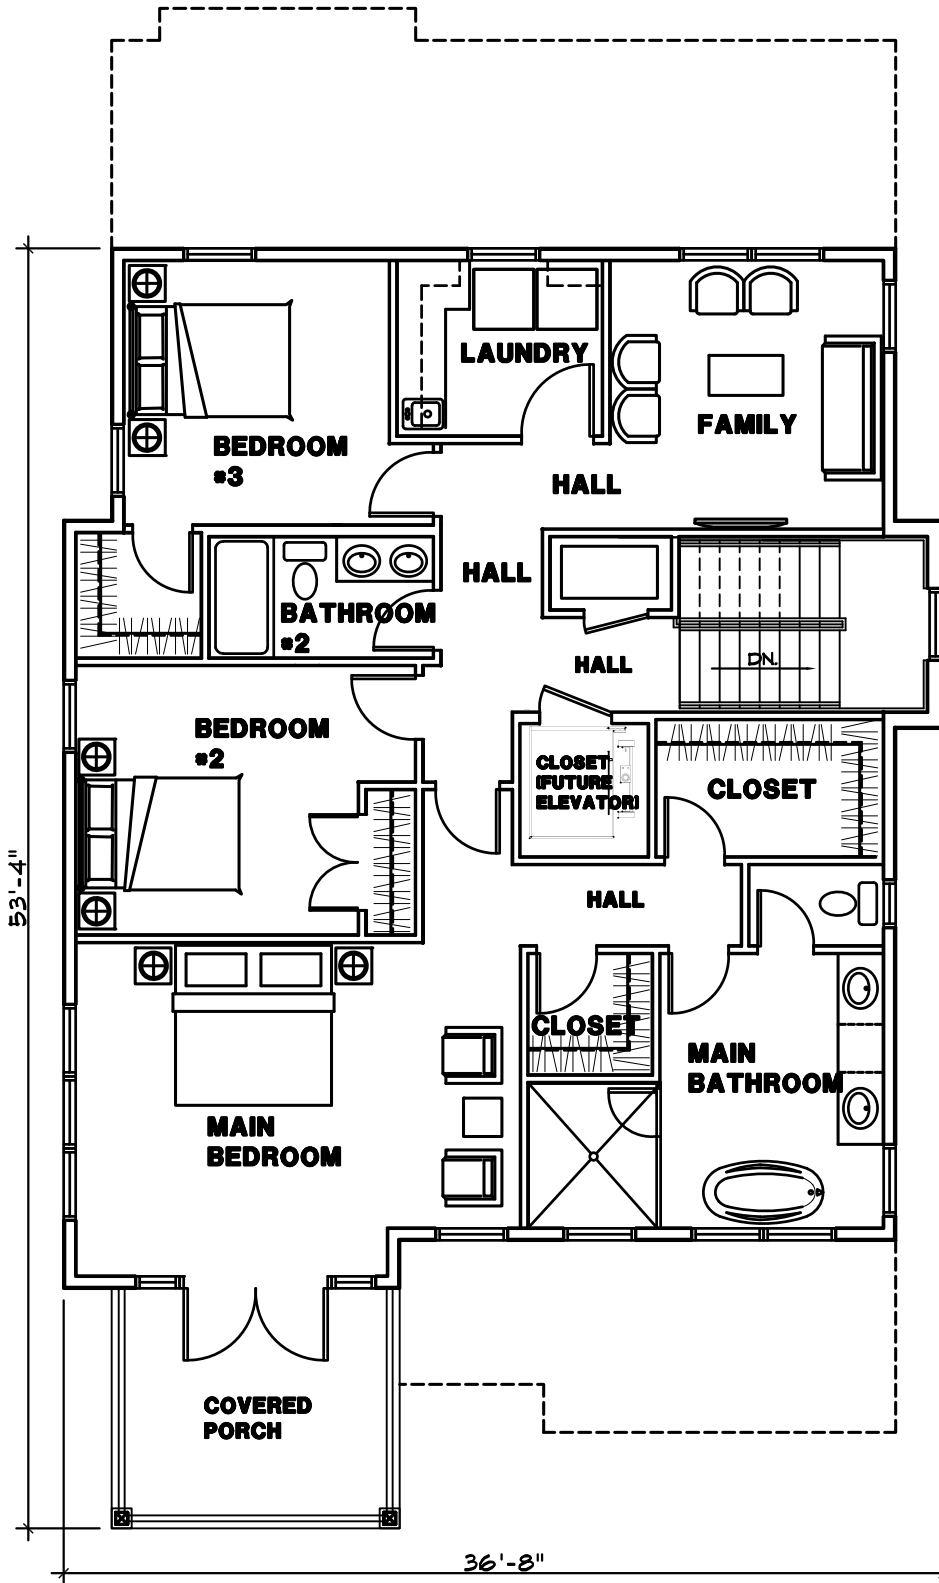 LAUNDRY
FAMILY
BEDROOM
#3
HALL
HALL
BATHROOM
#2
HALL
DN.
BEDROOM
#2
CLOSET
(FUTURE
ELEVATOR)
CLOSET
HALL
53'-4"
CLOSET
MAIN
BATHROOM
MAIN
BEDROOM
COVERED
PORCH
36'-8"